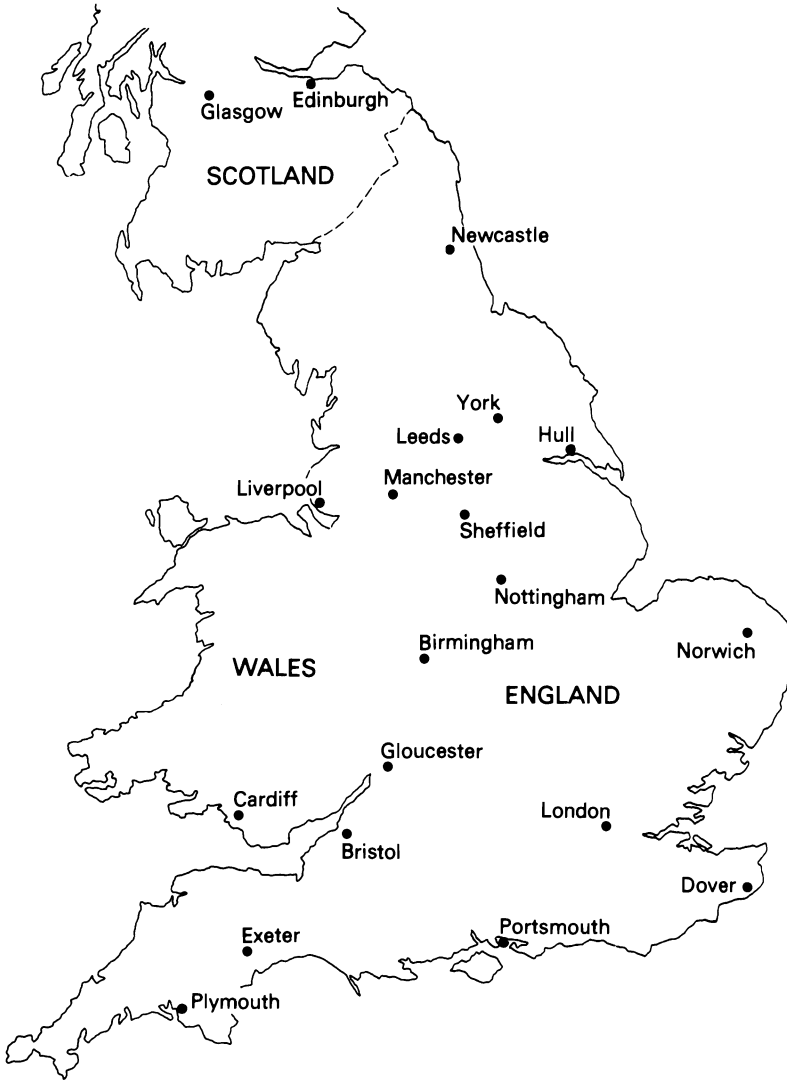 Edinburgh
Glasgow
SCOTLAND
Newcastle
York
Leeds
Hull
Manchester
Liverpool
Sheffield
Nottingham
Birmingham
Norwich
WALES
ENGLAND
Gloucester
Cardiff
London
Bristol
Dover
Portsmouth
Exeter
Plymouth